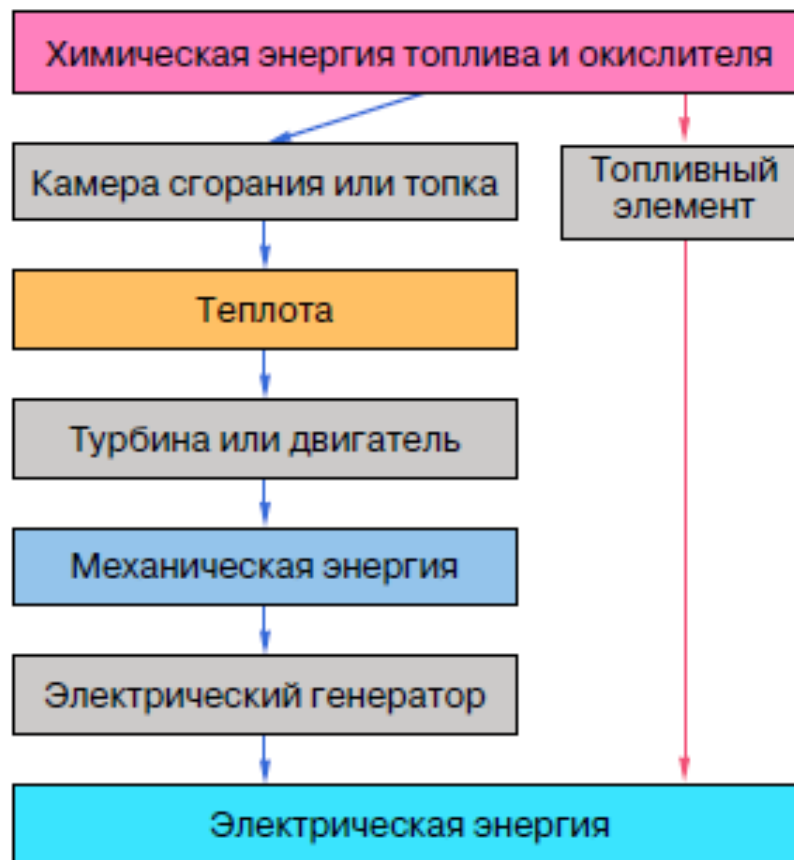 Химическая энергия топлива и окислителя
Камера сгорания или топка
Топливный
элемент
Теплота
Турбина или двигатель
Механическая энергия
Электрический генератор
Электрическая энергия